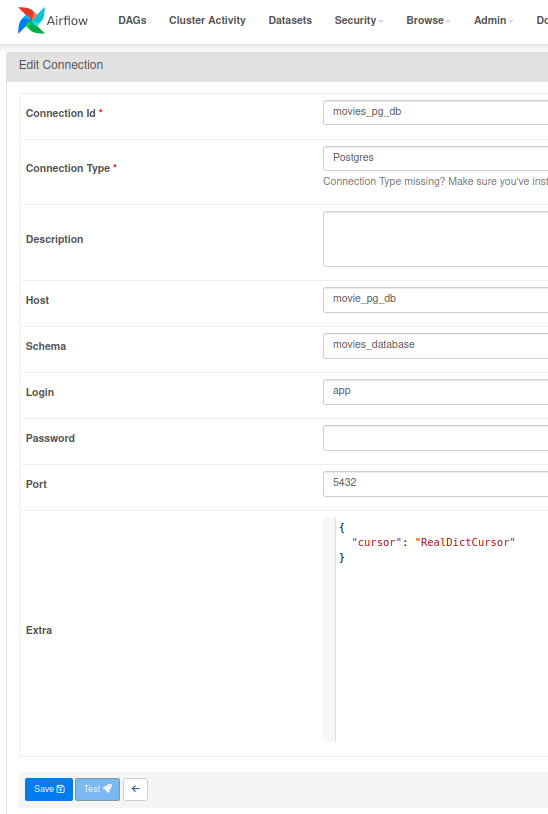 Airflow DAGs Cluster Activity Datasets Security Browse Admin Do
Edit Connection
Connection Id * movies_pg_db
Connection Type * Postgres
Connection Type missing? Make sure you've inst
Description
Host movie_pg_db
Schema movies_database
Login app
Password
Port 5432
{
"cursor": "RealDictCursor"
}
Extra
Save Test